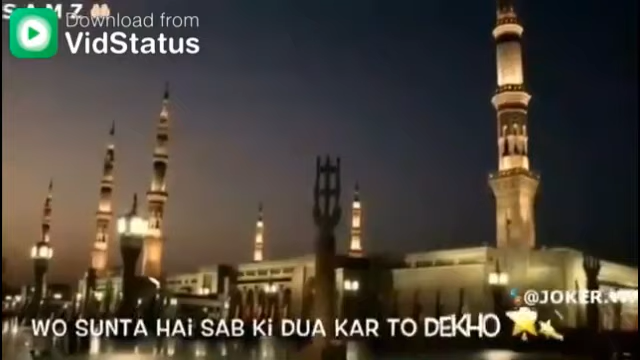 S A M Z
Download from
VidStatus
@JOKER.
WO SUNTA HAi SAB Ki DUA KAR TO DEKHO